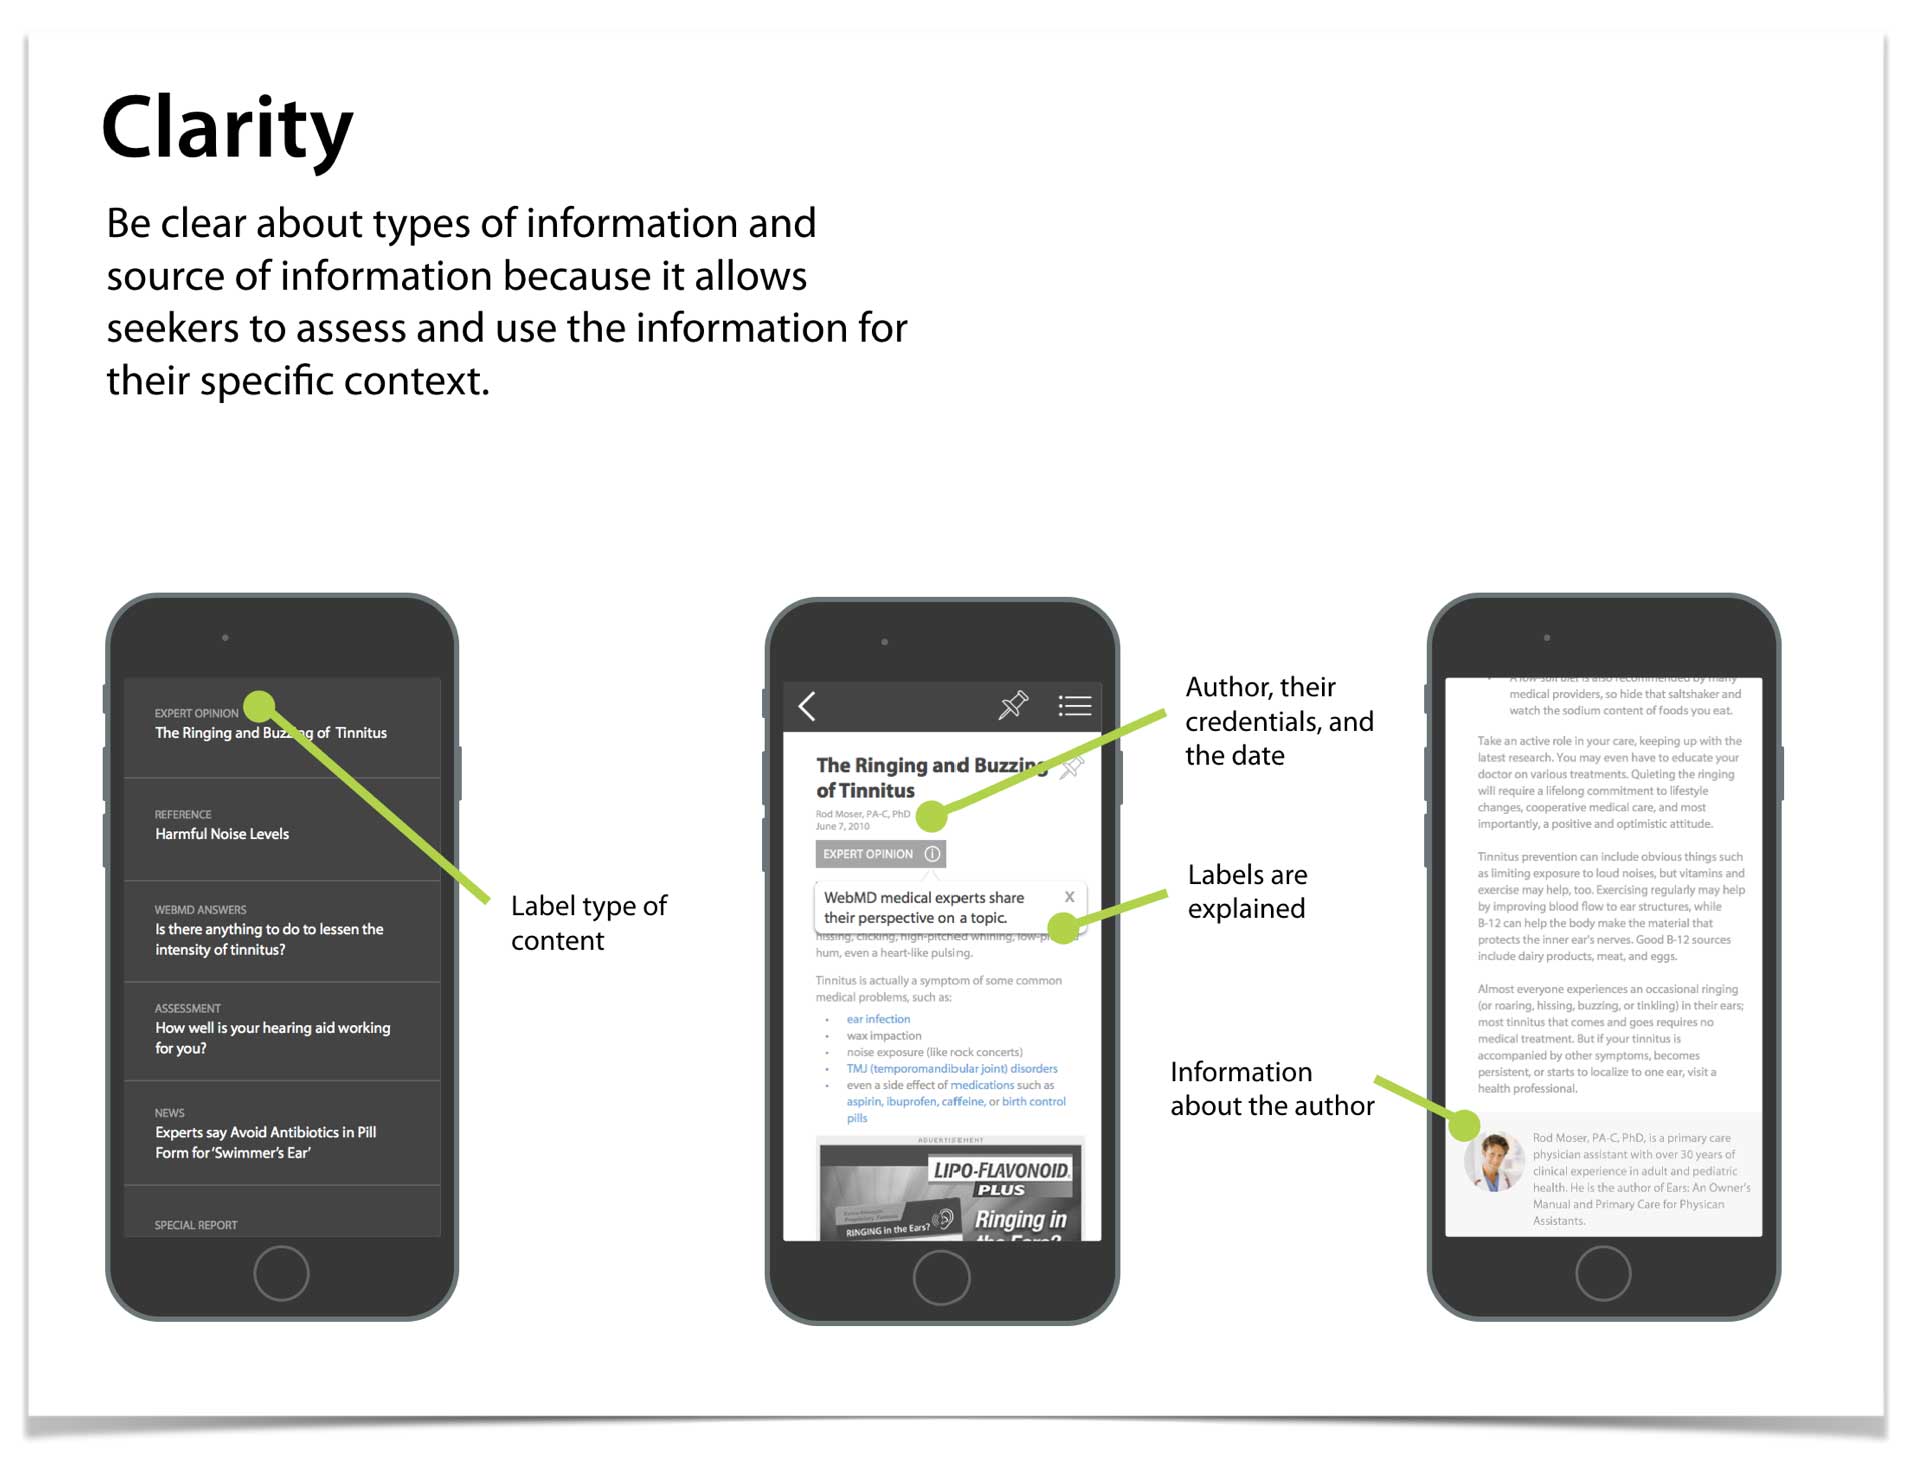 Clarity
Be clear about types of information and
source of information because it allows
seekers to assess and use the information for
their specific context.
EXPERT OPINION
The Ringing and Buzzing of Tinnitus
REFERENCE
Harmful Noise Levels
WEBMD ANSWERS
Is there anything to do to lessen the
intensity of tinnitus?
ASSESSMENT
How well is your hearing aid working
for you?
NEWS
Experts say Avoid Antibiotics in Pill
Form for 'Swimmer's Ear'
SPECIAL REPORT
Label type of
content
The Ringing and Buzzing
of Tinnitus
Rod Moser, PA-C, PhD
June 7, 2010
EXPERT OPINION
WebMD medical experts share
their perspective on a topic.
X
hissing, clicking, high-pitched whining,
hum, even a heart-like pulsing.
Tinnitus is actually a symptom of some common
medical problems, such as:
• ear infection
• wax impaction
• noise exposure (like rock concerts)
• TMJ (temporomandibular joint) disorders
• even a side effect of medications such as
aspirin, ibuprofen, caffeine, or birth control
pills
ADVERTISEMENT
LIPO-FLAVONOID
PLUS
Ringing in
the Ears?
RINGING in the Ears?
Author, their
credentials, and
the date
Labels are
explained
Information
about the author
• A low-salt diet is also recommended by many
medical providers, so hide that saltshaker and
watch the sodium content of foods you eat.
Take an active role in your care, keeping up with the
latest research. You may even have to educate your
doctor on various treatments. Quieting the ringing
will require a lifelong commitment to lifestyle
changes, cooperative medical care, and most
importantly, a positive and optimistic attitude.
Tinnitus prevention can include obvious things such
as limiting exposure to loud noises, but vitamins and
exercise may help, too. Exercising regularly may help
by improving blood flow to ear structures, while
B-12 can help the body make the material that
protects the inner ear's nerves. Good B-12 sources
include dairy products, meat, and eggs.
Almost everyone experiences an occasional ringing
(or roaring, hissing, buzzing, or tinkling) in their ears;
most tinnitus that comes and goes requires no
medical treatment. But if your tinnitus is
accompanied by other symptoms, becomes
persistent, or starts to localize to one ear, visit a
health professional.
Rod Moser, PA-C, PhD, is a primary care
physician assistant with over 30 years of
clinical experience in adult and pediatric
health. He is the author of Ears: An Owner's
Manual and Primary Care for Physican
Assistants.